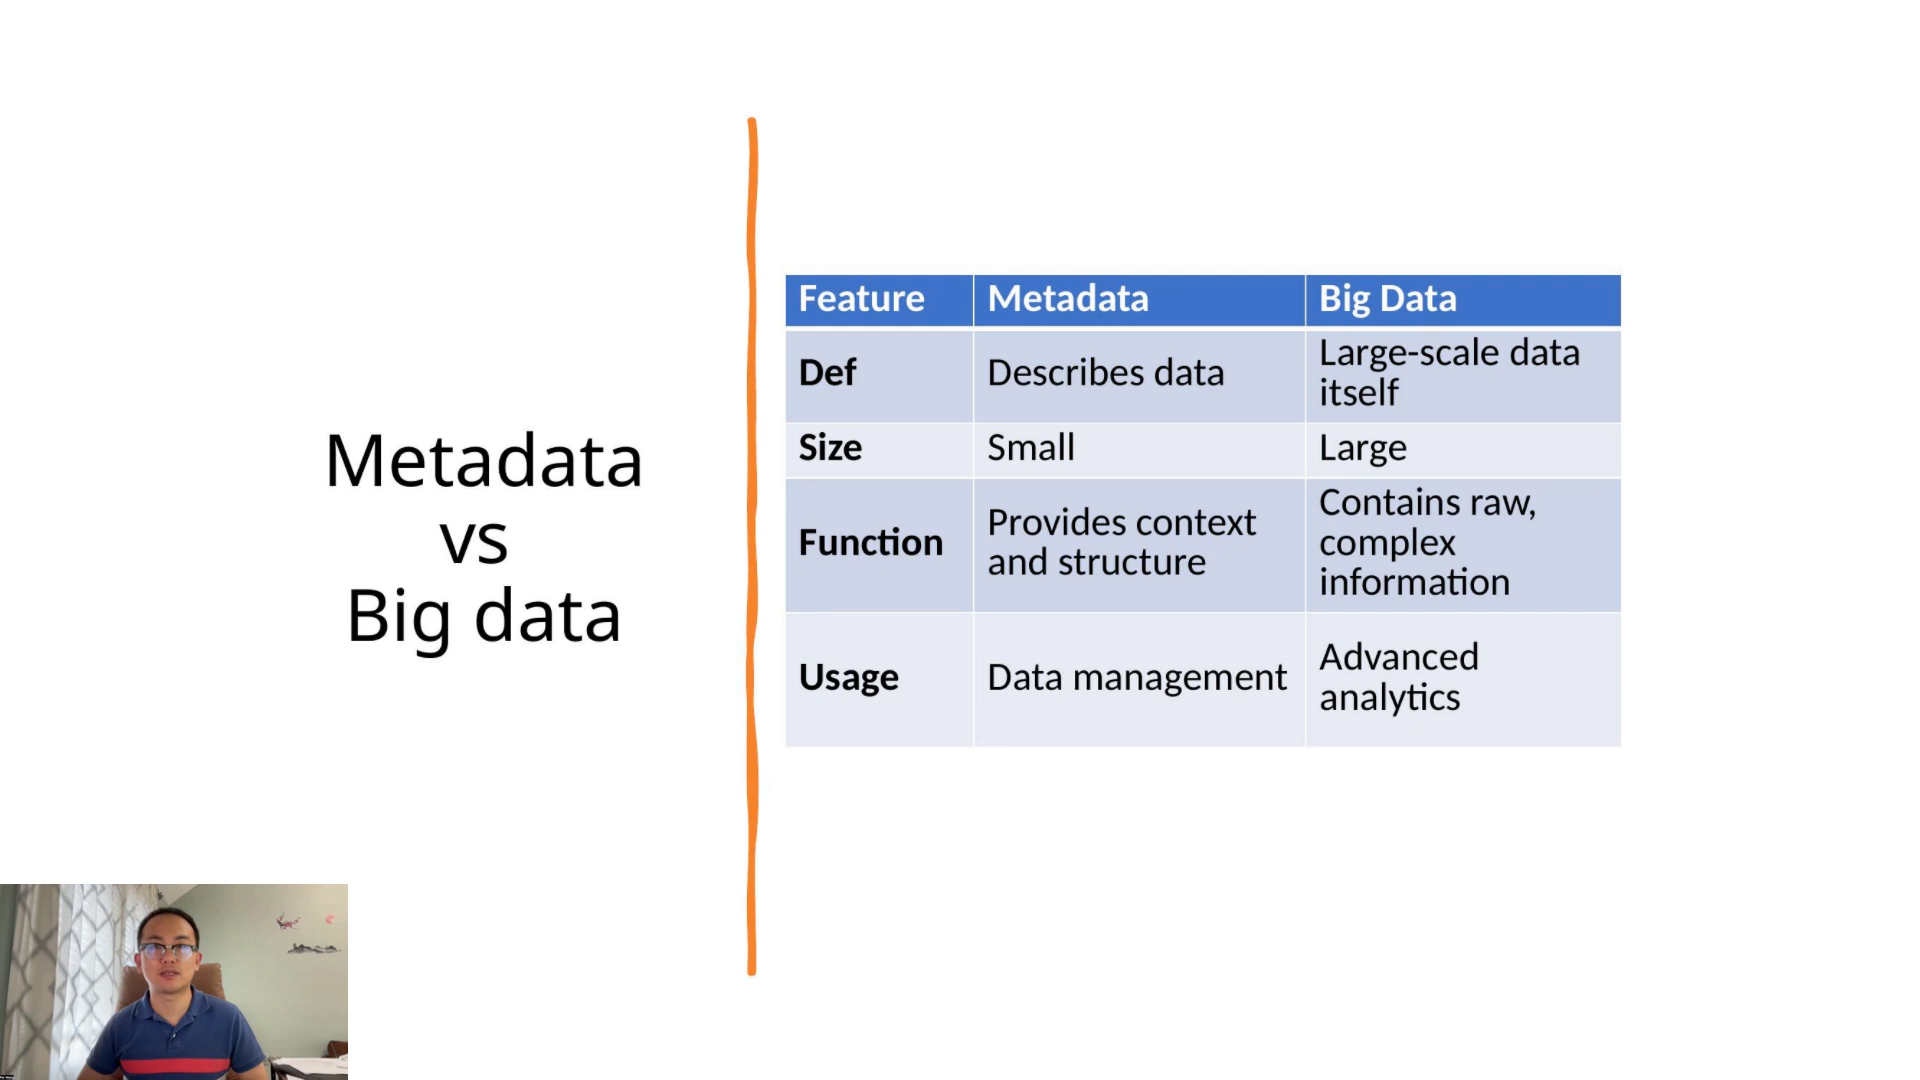 Metadata
vs
Big data
Feature Metadata Big Data
Def Describes data Large-scale data
itself
Size Small Large
Function Provides context
and structure Contains raw,
complex
information
Usage Data management Advanced
analytics